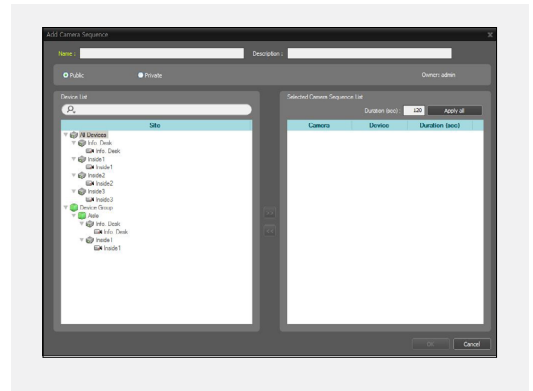 Add Camera Sequence
Name :
Description :
Public
Private
Owner: admin
Device List
Selected Camera Sequence List
Duration (sec) :
120
Apply all
Site
Camera
Device
Duration (sec)
All Devices
Info. Desk
Info. Desk
Inside1
Inside1
Inside2
Inside2
Inside3
Inside3
Device Group
Aisle
Info. Desk
Info. Desk
Inside1
Inside1
>>
<<
OK
Cancel